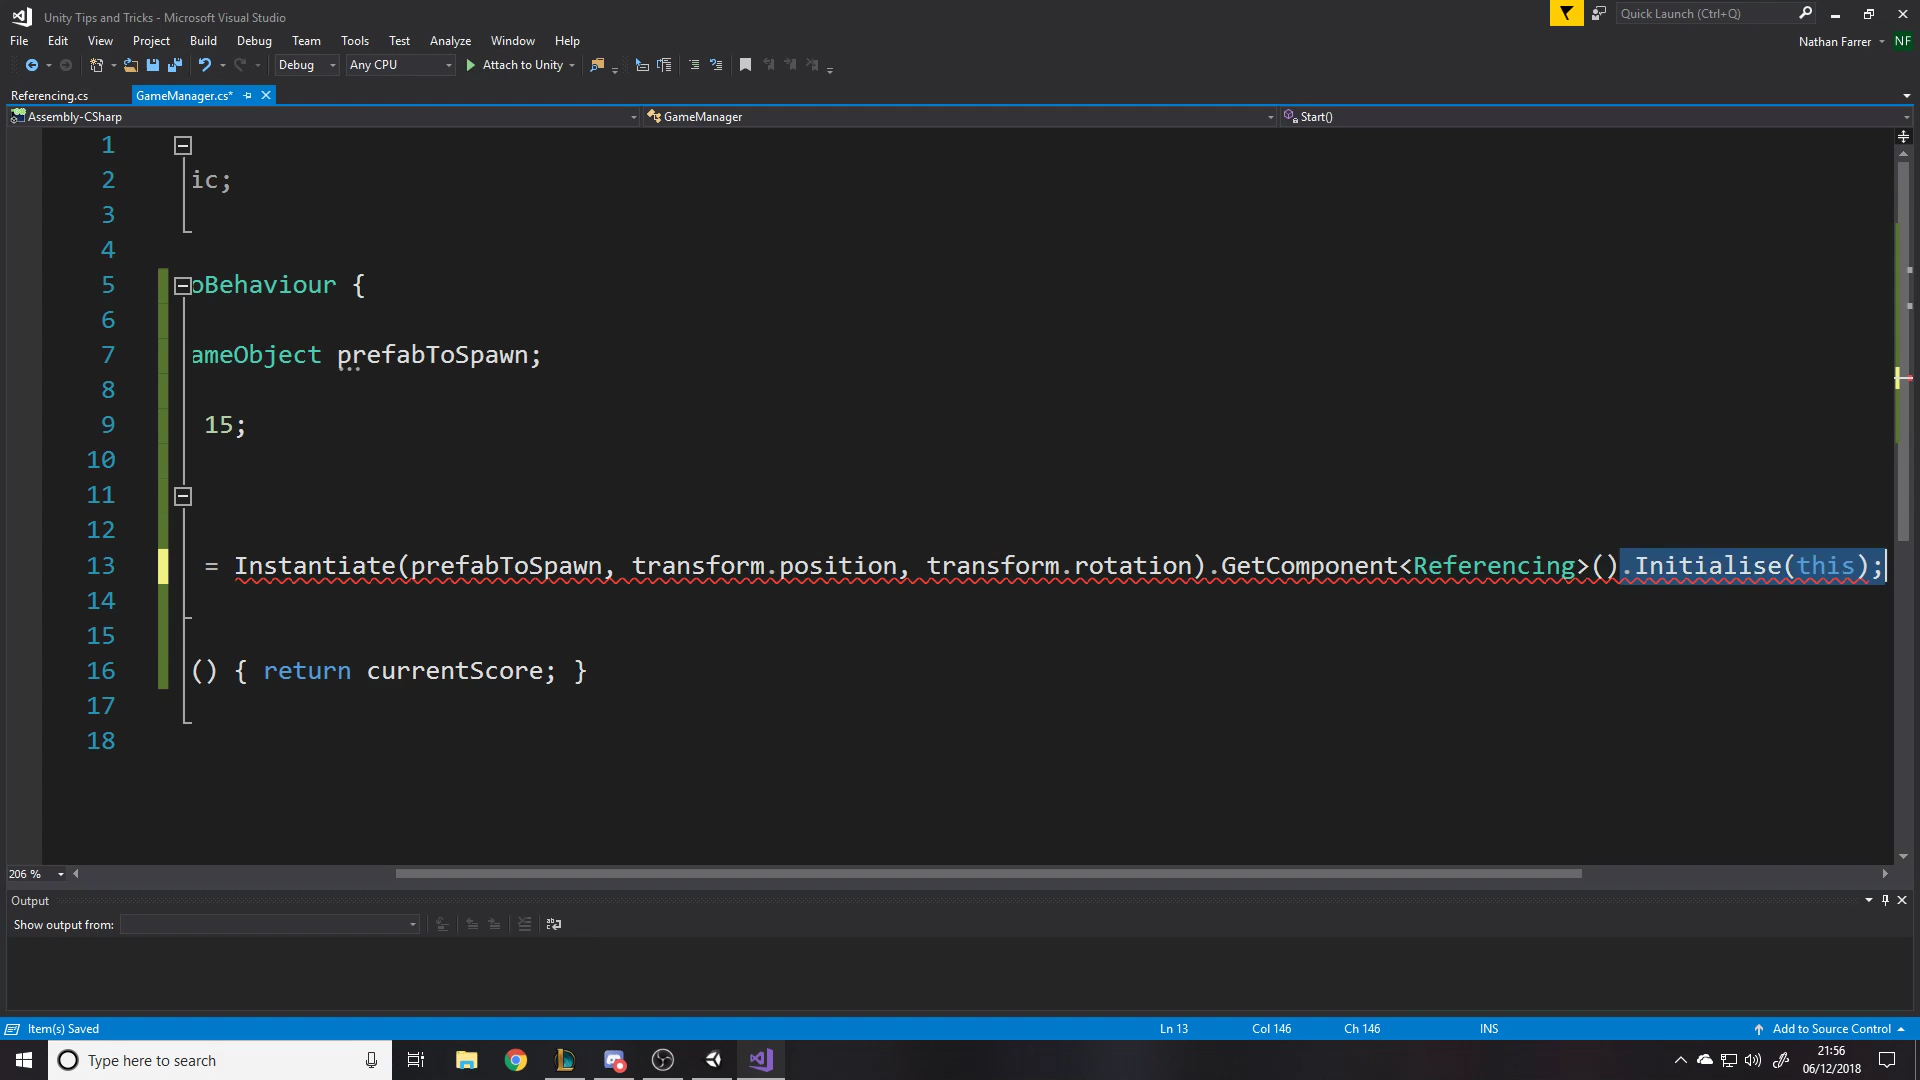 Unity Tips and Tricks - Microsoft Visual Studio
Quick Launch (Ctrl+Q)
File Edit View Project Build Debug Team Tools Test Analyze Window Help
Nathan Farrer NF
Debug Any CPU Attach to Unity
Referencing.cs GameManager.cs*
Assembly-CSharp GameManager Start()
1
2 ic;
3
4
5 oBehaviour {
6
7 ameObject prefabToSpawn;
8
9 15;
10
11
12
13 = Instantiate(prefabToSpawn, transform.position, transform.rotation).GetComponent<Referencing>().Initialise(this);
14
15
16 () { return currentScore; }
17
18
206 %
Output
Show output from:
Item(s) Saved Ln 13 Col 146 Ch 146 INS Add to Source Control
Type here to search
21:56
06/12/2018